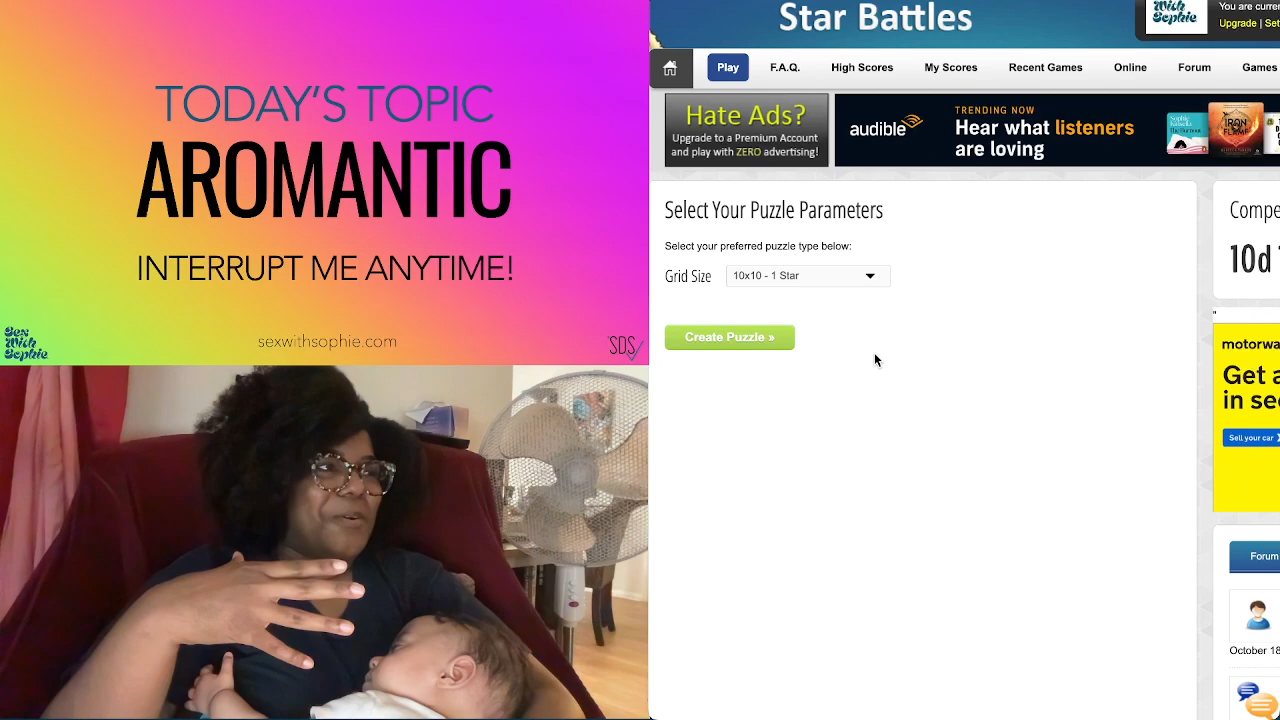 TODAY'S TOPIC
AROMANTIC
INTERRUPT ME ANYTIME!
Sex
With
Sophie
sexwithsophie.com
SDS
Star Battles
With
Sophie
You are curren
Upgrade | Set
Play
F.A.Q.
High Scores
My Scores
Recent Games
Online
Forum
Games
Hate Ads?
Upgrade to a Premium Account
and play with ZERO advertising!
audible
TRENDING NOW
Hear what listeners
are loving
IRON
FLAME
Select Your Puzzle Parameters
Select your preferred puzzle type below:
Grid Size
10x10 - 1 Star
Create Puzzle »
Compe
10d
"
motorwa
Get a
in se
Sell your car
Forum
October 18